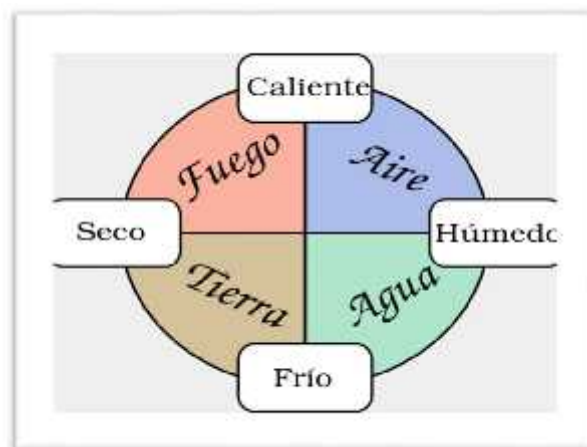 Caliente
Fuego
Aire
Seco
Húmedo
Tierra
Agua
Frío